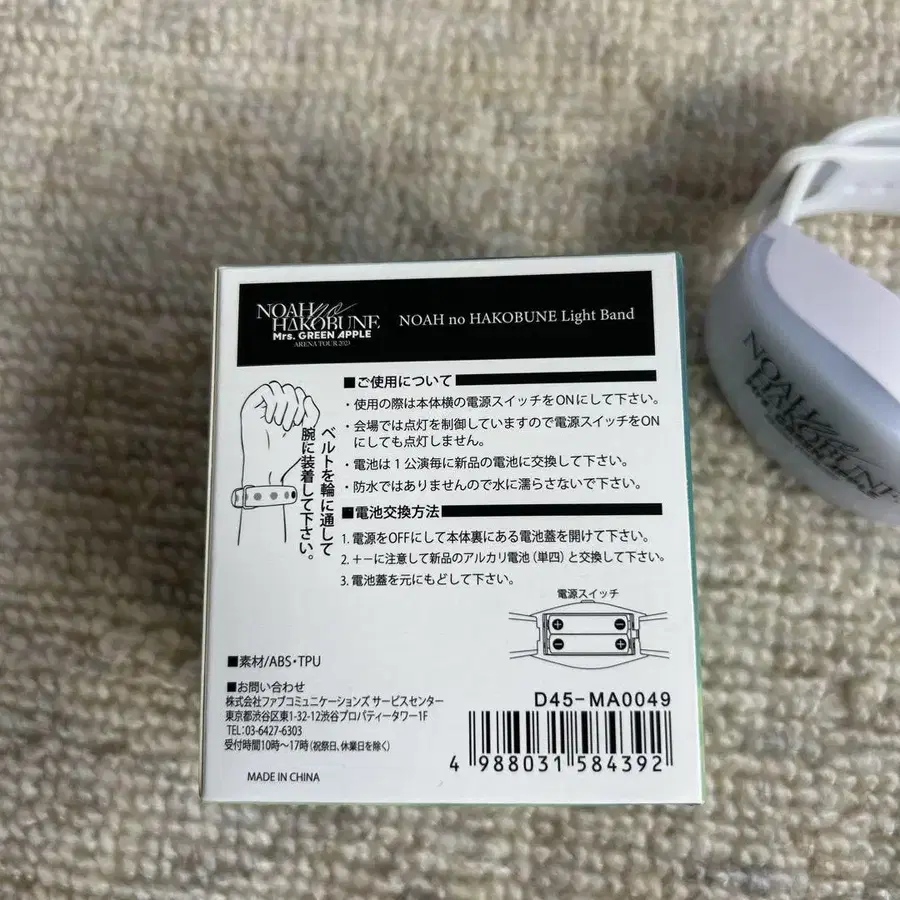 NOAH no
HAKOBUNE
Mrs. GREEN APPLE
ARENA TOUR 2023
NOAH no HAKOBUNE Light Band
■ご使用について
・使用の際は本体横の電源スイッチをONにして下さい。
・会場では点灯を制御していますので電源スイッチをON
にしても点灯しません。
・電池は1公演毎に新品の電池に交換して下さい。
・防水ではありませんので水に濡らさないで下さい。
ベルトを輪に通して
腕に装着して下さい。
■電池交換方法
1. 電源をOFFにして本体裏にある電池蓋を開けて下さい。
2. +−に注意して新品のアルカリ電池（単四）と交換して下さい。
3. 電池蓋を元にもどして下さい。
電源スイッチ
+ −
+ −
■素材/ABS・TPU
■お問い合わせ
株式会社ファブコミュニケーションズ サービスセンター
東京都渋谷区東1-32-12渋谷プロパティータワー1F
TEL:03-6427-6303
受付時間10時〜17時(祝祭日、休業日を除く)
MADE IN CHINA
D45-MA0049
4 988031 584392
NOAH no
HAKOBUNE
Mrs. GREEN APPLE